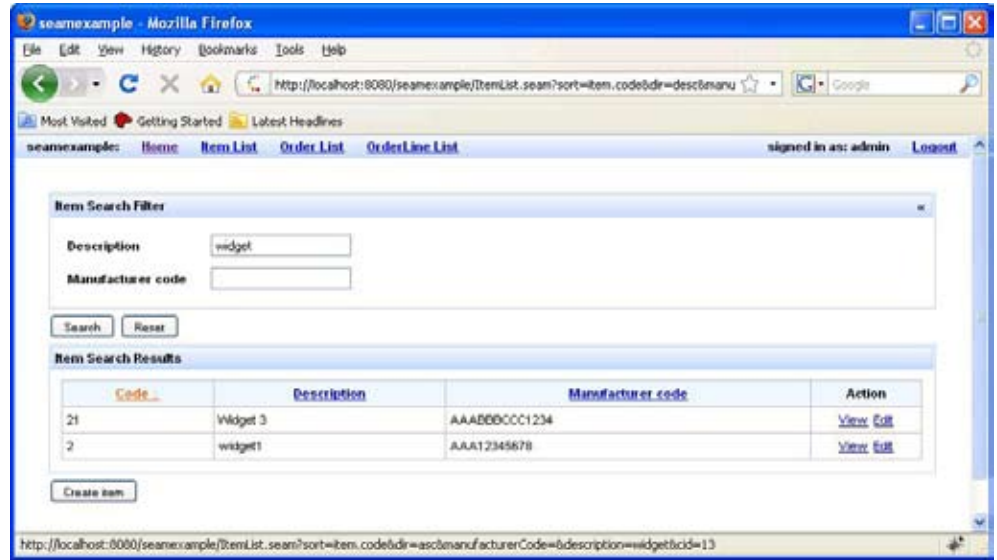 seamexample - Mozilla Firefox
File Edit View History Bookmarks Tools Help
http://localhost:8080/seamexample/ItemList.seam?sort=item.code&dir=desc&manu
Google
Most Visited Getting Started Latest Headlines
seamexample: Home Item List Order List OrderLine List signed in as: admin Logout
Item Search Filter «
Description widget
Manufacturer code
Search Reset
Item Search Results
Code Description Manufacturer code Action
21 Widget 3 AAABBBCCC1234 View Edit
2 widget1 AAA12345678 View Edit
Create item
http://localhost:8080/seamexample/ItemList.seam?sort=item.code&dir=asc&manufacturerCode=&description=widget&cid=13